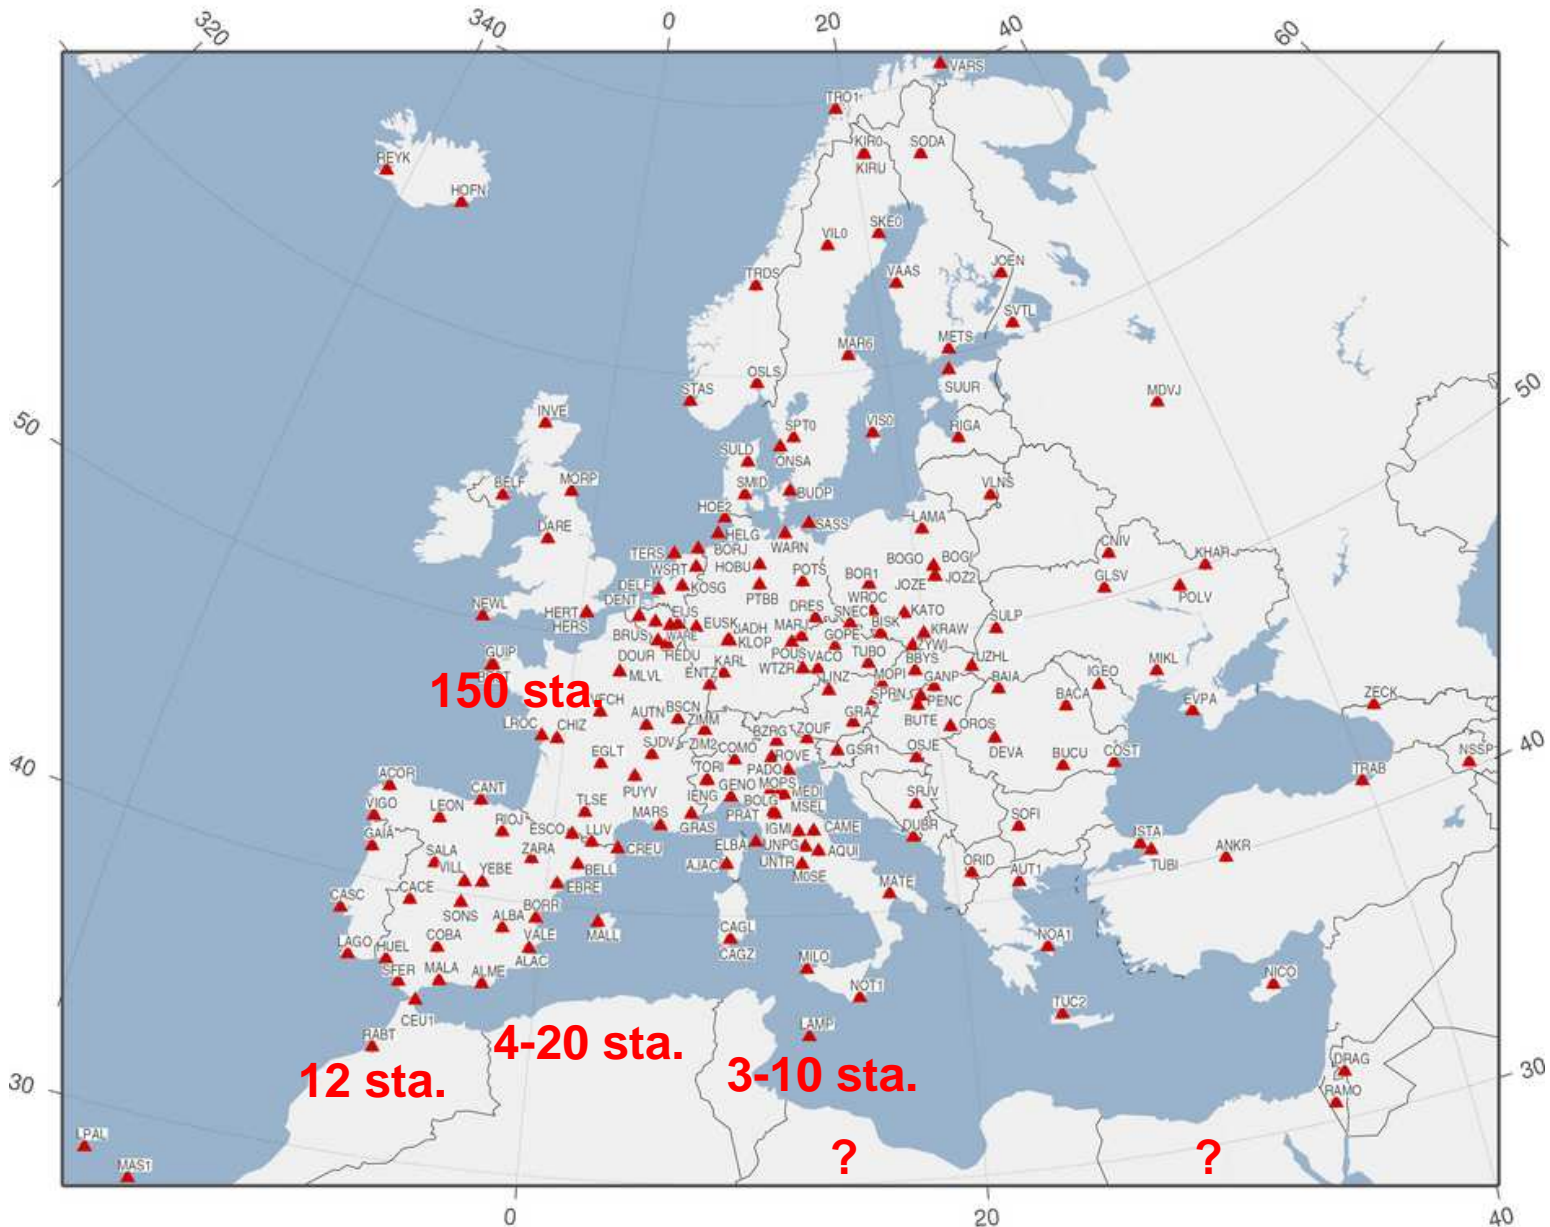 320
340
0
20
40
60
VARS
TRO1
KIR0
SODA
KIRU
REYK
HOFN
SKE0
VIL0
VAAS
JOEN
TRDS
SVTL
METS
MAR6
OSLS
SUUR
MDVJ
STAS
50
50
INVE
SPT0
VIS0
RIGA
SULD
ONSA
BELF
MORP
SMID
BUDP
VLNS
HOE2
SASS
LAMA
DARE
HELG
WARN
CNIV
KHAR
TERS
BORJ
BOGO
BOGI
WSRT
HOBU
POTS
BOR1
JOZ2
GLSV
DELF
KOSG
PTBB
JOZE
POLV
NEWL
HERT
DENT
EIJS
DRES
WROC
KATO
HERS
SNEC
SULP
BRUS
WARE
EUSK
MARJ
BISK
KRAW
KLOP
GOPE
ZYWI
GUIP
DOUR
REDU
POUS
VACO
TUBO
BBYS
UZHL
MLVL
KARL
WTZR
LINZ
MOPI
GANP
BAIA
MIKL
IGEO
150 sta.
ENTZ
SPRN
PENC
BACA
EVPA
ZECK
LROC
CHIZ
AUTN
BSCN
ZIMM
BZRG
ZOUF
GRAZ
BUTE
OROS
SJDV
ZIM2
COMO
ROVE
GSR1
OSJE
DEVA
BUCU
COST
NSSP
40
40
EGLT
TORI
PADO
TRAB
ACOR
CANT
PUYV
IENG
GENO
MOPS
MEDI
SRJV
VIGO
LEON
RIOJ
TLSE
MARS
GRAS
BOLG
MSEL
PRAT
SOFI
GAIA
ESCO
LLIV
CREU
ELBA
IGMI
CAME
DUBR
ISTA
ANKR
SALA
ZARA
UNPG
AQUI
TUBI
VILL
YEBE
BELL
AJAC
UNTR
M0SE
ORID
AUT1
CACE
EBRE
MATE
CASC
SONS
ALBA
BORR
MALL
CAGL
NOA1
LAGO
HUEL
COBA
VALE
CAGZ
SFER
MALA
ALME
ALAC
MILO
NICO
NOT1
CEU1
TUC2
RABT
4-20 sta.
LAMP
DRAG
12 sta.
3-10 sta.
30
30
RAMO
LPAL
?
?
MAS1
0
20
40